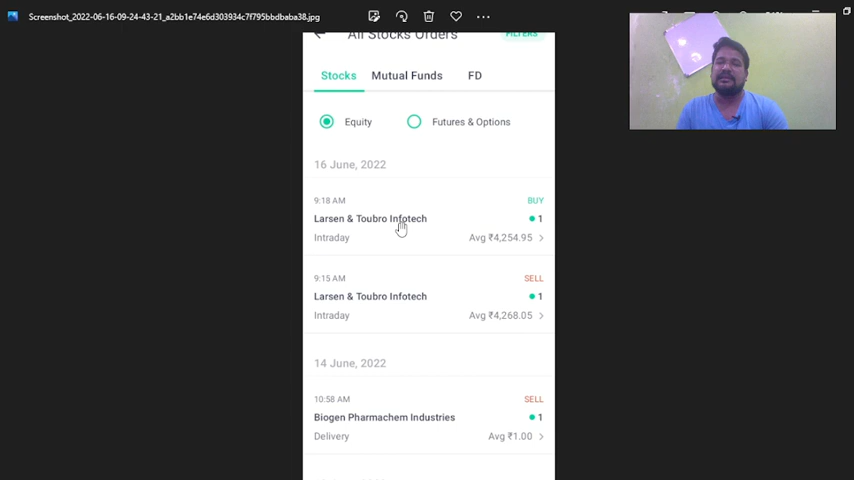 Screenshot_2022-06-16-09-24-43-21_a2bb1e74e6d303934c7f795bbdbaba38.jpg
All Stocks Orders
FILTERS
Stocks Mutual Funds FD
Equity Futures & Options
16 June, 2022
9:18 AM BUY
Larsen & Toubro Infotech 1
Intraday Avg ₹4,254.95
9:15 AM SELL
Larsen & Toubro Infotech 1
Intraday Avg ₹4,268.05
14 June, 2022
10:58 AM SELL
Biogen Pharmachem Industries 1
Delivery Avg ₹1.00